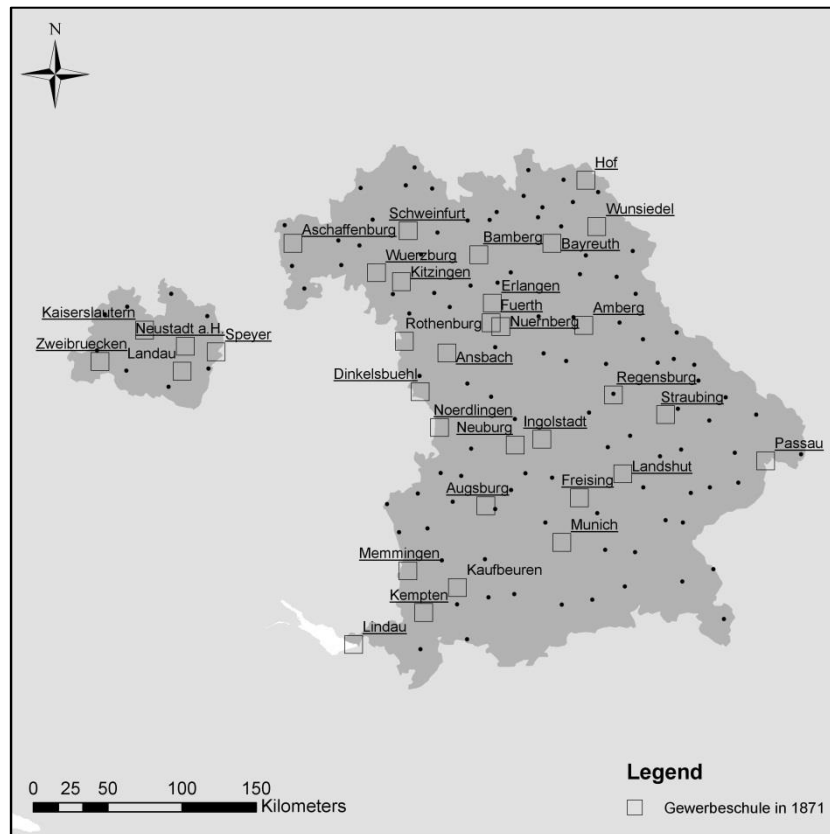 N
Hof
Wunsiedel
Schweinfurt
Aschaffenburg
Bamberg
Bayreuth
Wuerzburg
Kitzingen
Erlangen
Fuerth
Kaiserslautern
Neustadt a.H.
Speyer
Rothenburg
Nuernberg
Amberg
Zweibruecken
Landau
Ansbach
Dinkelsbuehl
Regensburg
Straubing
Noerdlingen
Neuburg
Ingolstadt
Passau
Landshut
Augsburg
Freising
Munich
Memmingen
Kaufbeuren
Kempten
Lindau
Legend
0 25 50 100 150
Kilometers
Gewerbeschule in 1871